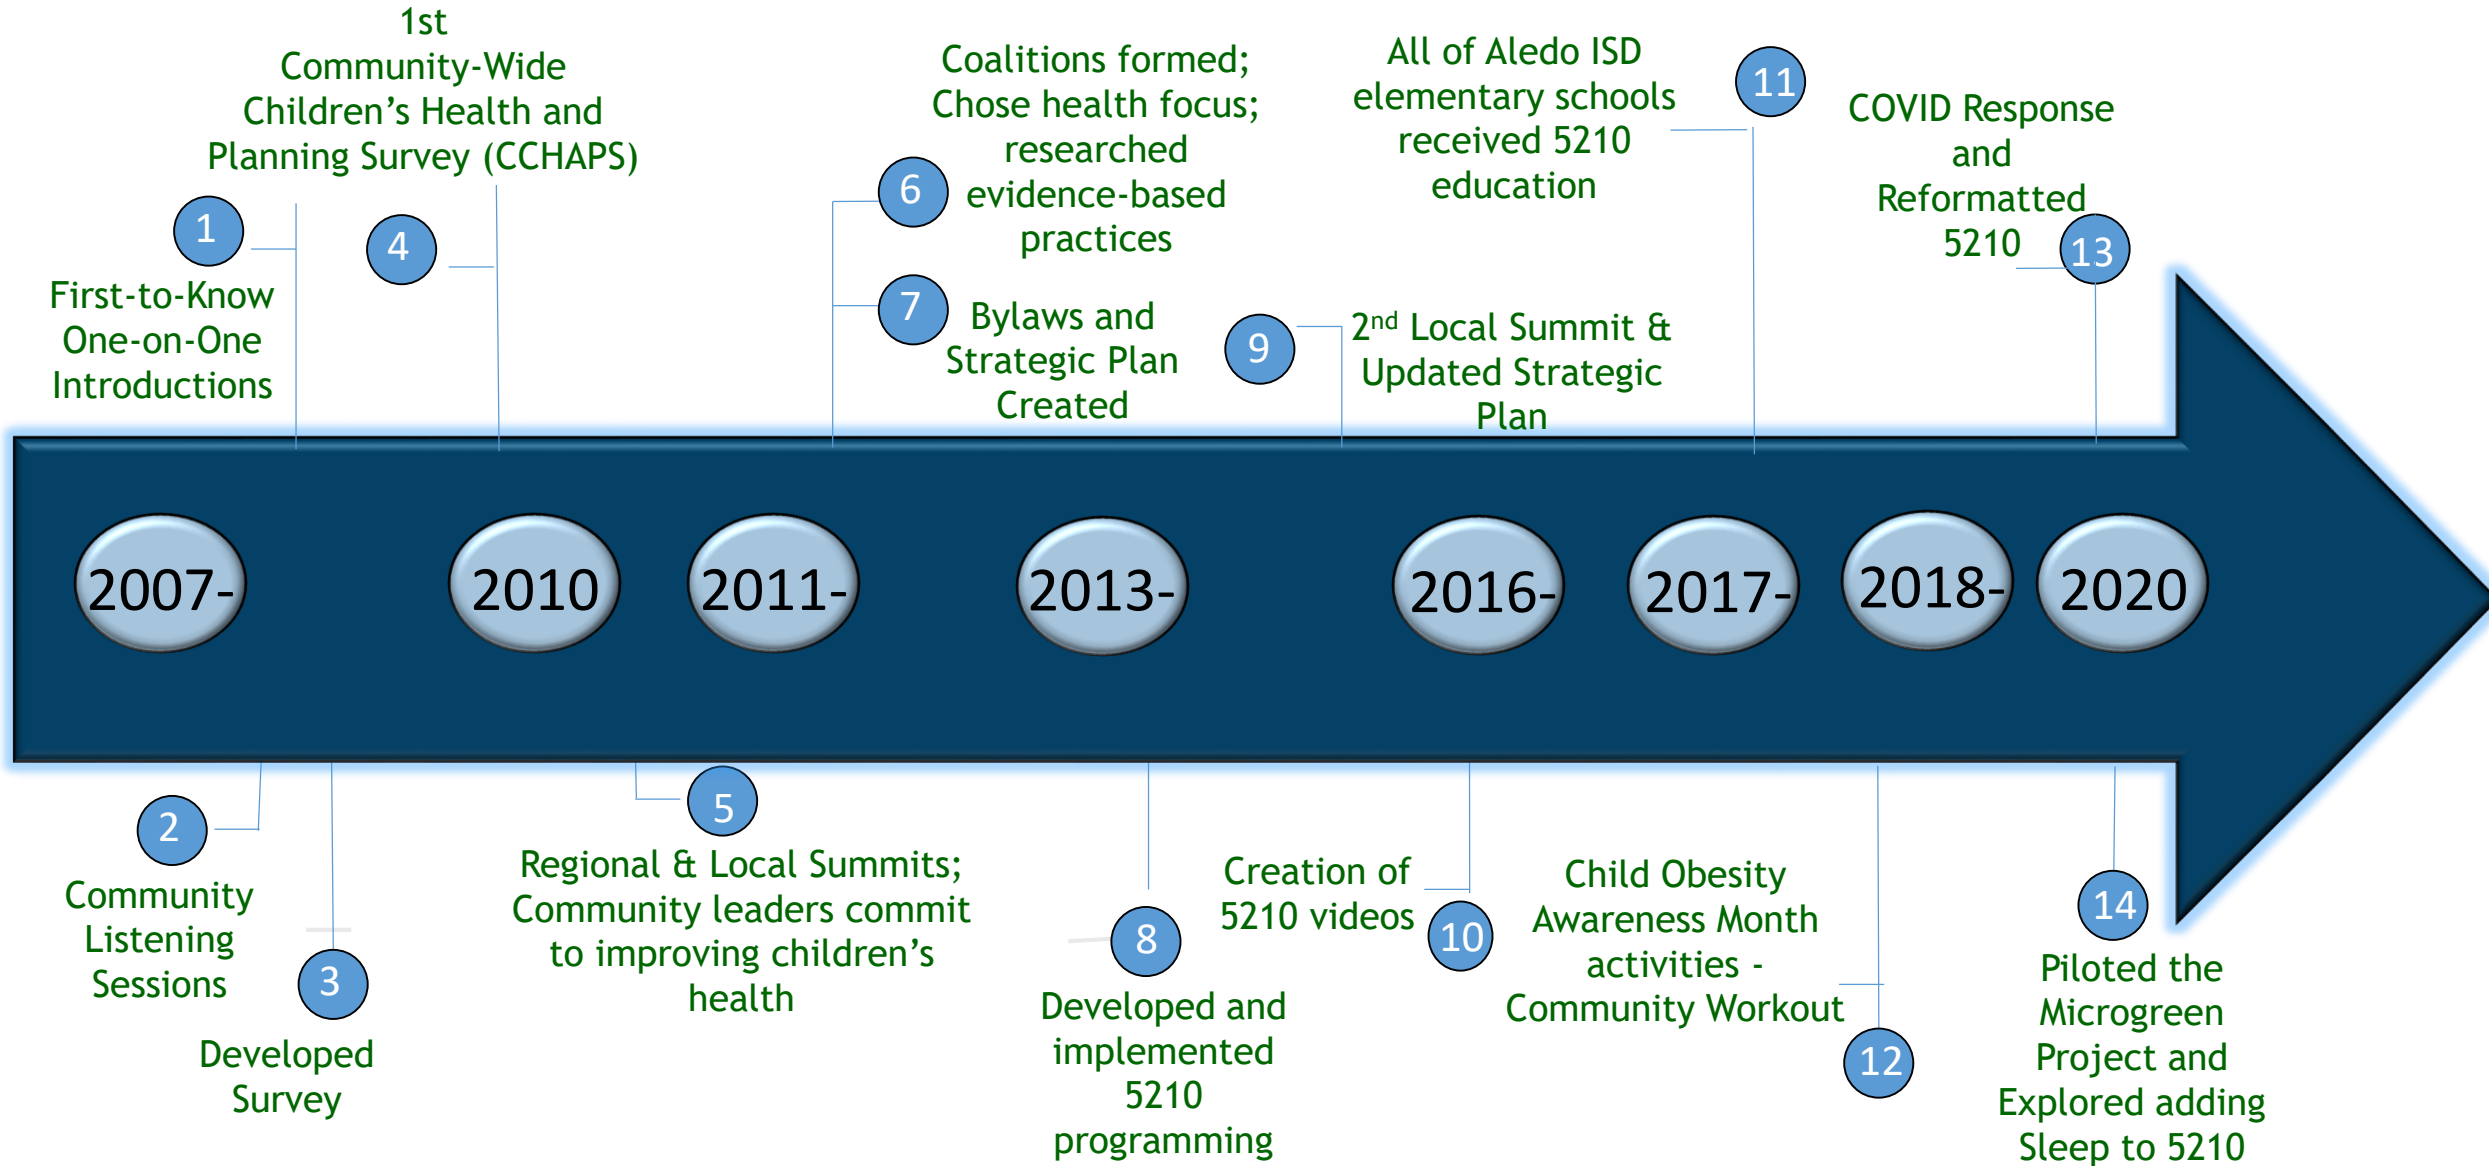 1
First-to-Know
One-on-One
Introductions
2
Community
Listening
Sessions
3
Developed
Survey
1st
Community-Wide
Children’s Health and
Planning Survey (CCHAPS)
4
5
Regional & Local Summits;
Community leaders commit
to improving children’s
health
6
Coalitions formed;
Chose health focus;
researched
evidence-based
practices
7
Bylaws and
Strategic Plan
Created
8
Developed and
implemented
5210
programming
9
2nd Local Summit &
Updated Strategic
Plan
Creation of
5210 videos
10
All of Aledo ISD
elementary schools
received 5210
education
11
Child Obesity
Awareness Month
activities -
Community Workout
12
COVID Response
and
Reformatted
5210
13
14
Piloted the
Microgreen
Project and
Explored adding
Sleep to 5210
2007-
2010
2011-
2013-
2016-
2017-
2018-
2020